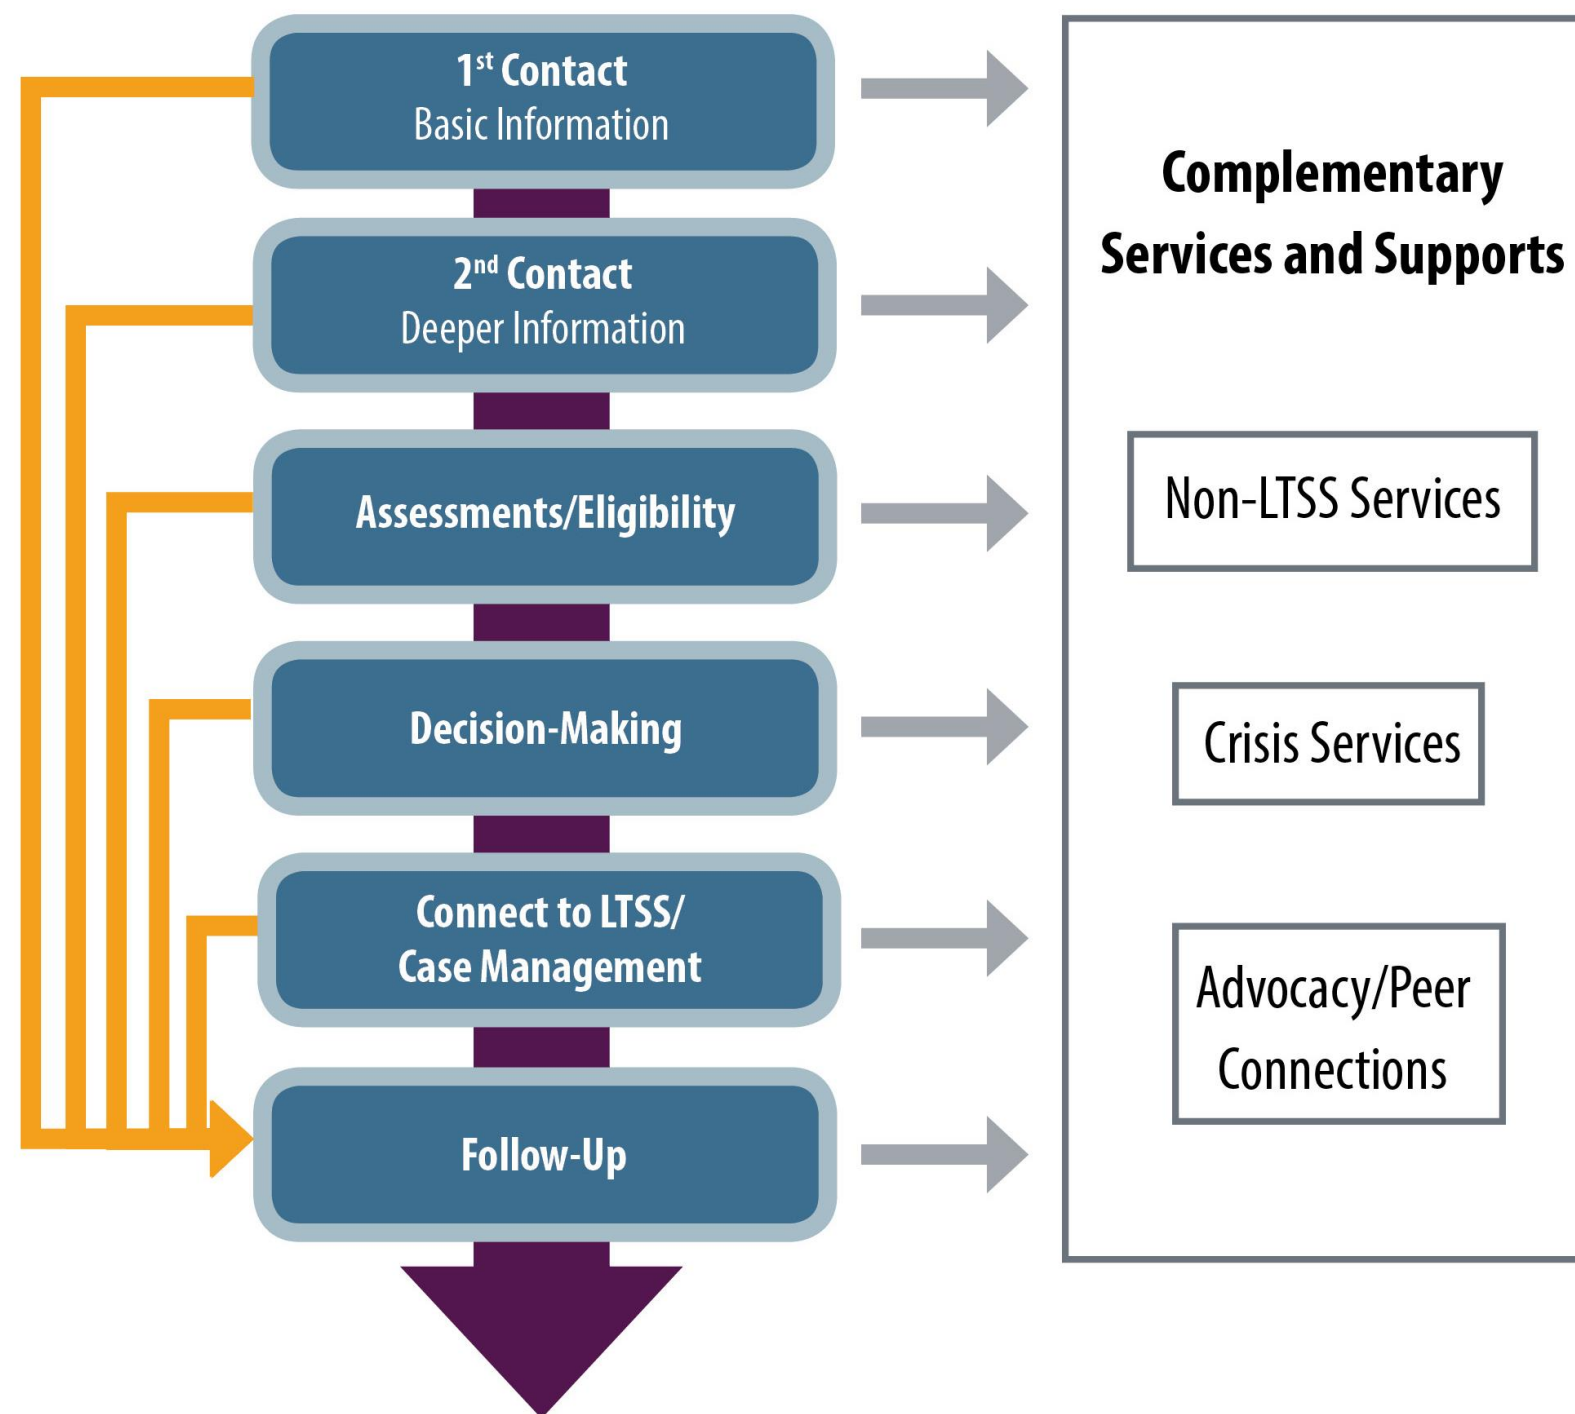 1st Contact
Basic Information
2nd Contact
Deeper Information
Assessments/Eligibility
Decision-Making
Connect to LTSS/
Case Management
Follow-Up
Complementary
Services and Supports
Non-LTSS Services
Crisis Services
Advocacy/Peer
Connections